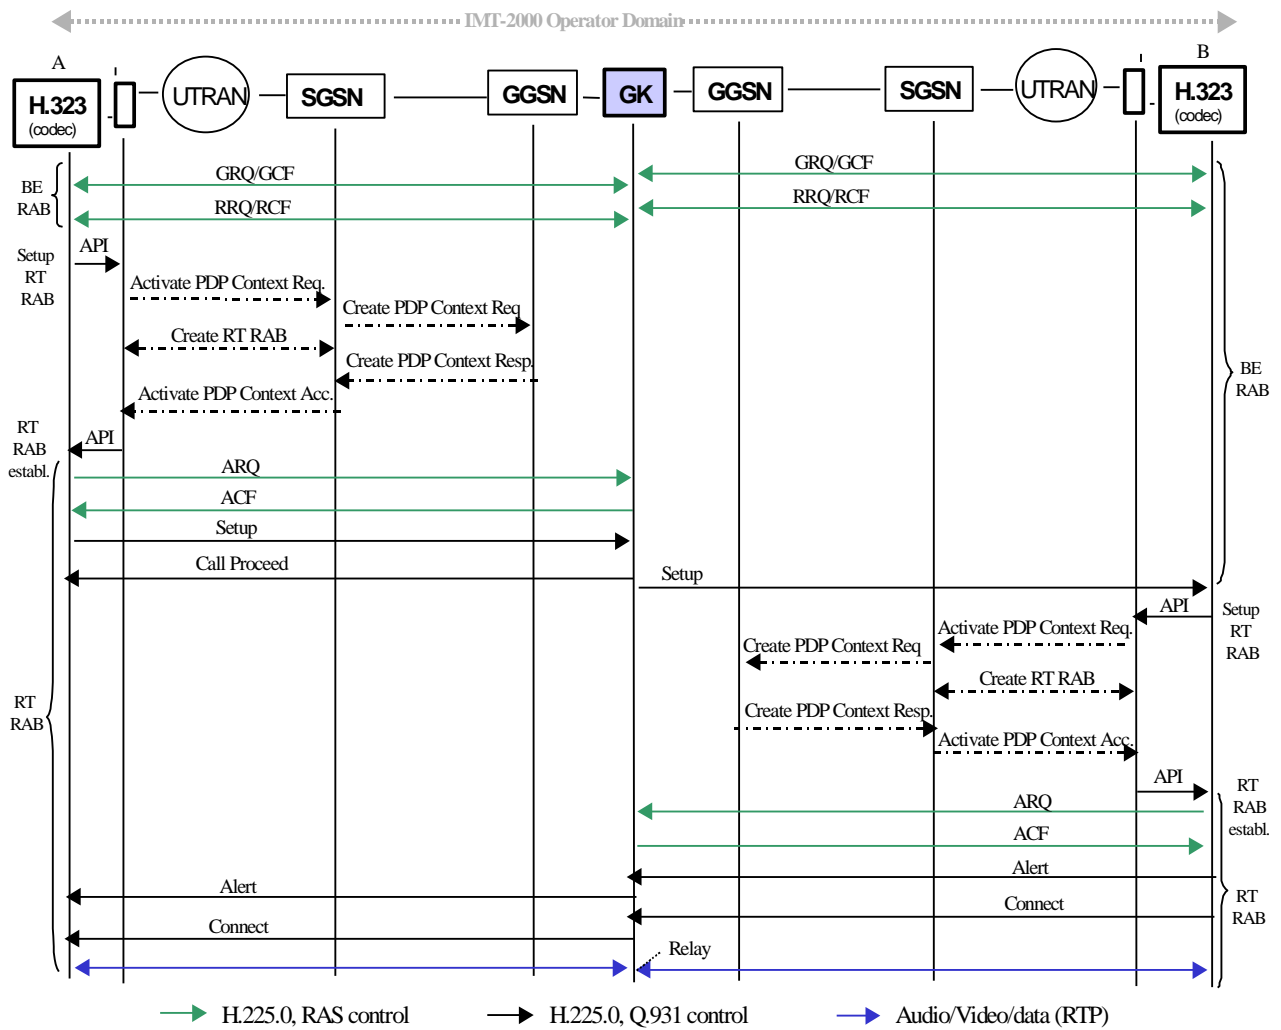 IMT-2000 Operator Domain
A
B
H.323
(codec)
UTRAN
SGSN
GGSN
GK
GGSN
SGSN
UTRAN
H.323
(codec)
GRQ/GCF
GRQ/GCF
BE
RAB
RRQ/RCF
RRQ/RCF
Setup
RT
RAB
API
Activate PDP Context Req.
Create PDP Context Req
Create RT RAB
Create PDP Context Resp.
Activate PDP Context Acc.
BE
RAB
RT
RAB
establ.
API
ARQ
ACF
Setup
Call Proceed
Setup
API
Setup
RT
RAB
Activate PDP Context Req.
Create PDP Context Req
Create RT RAB
RT
RAB
Create PDP Context Resp.
Activate PDP Context Acc.
API
RT
RAB
establ.
ARQ
ACF
Alert
Alert
Connect
RT
RAB
Connect
Relay
H.225.0, RAS control
H.225.0, Q.931 control
Audio/Video/data (RTP)